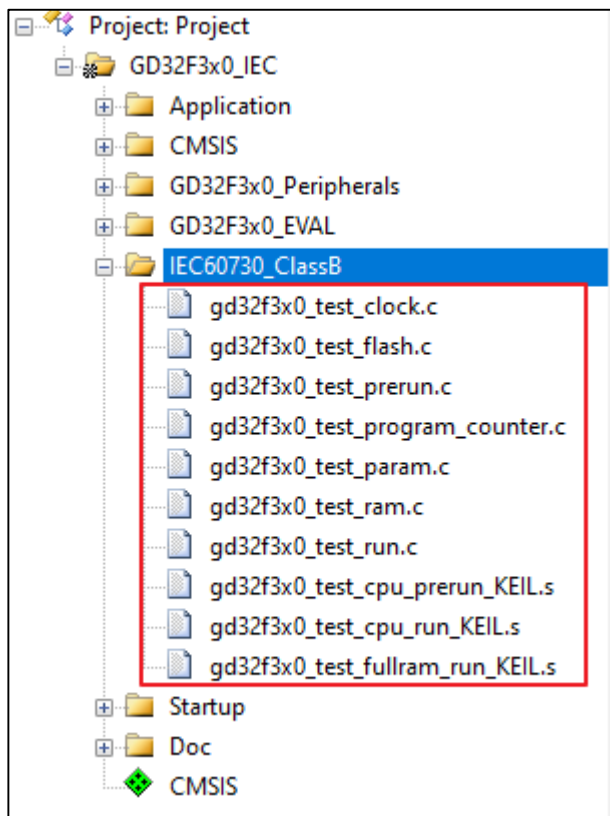 Project: Project
GD32F3x0_IEC
Application
CMSIS
GD32F3x0_Peripherals
GD32F3x0_EVAL
IEC60730_ClassB
gd32f3x0_test_clock.c
gd32f3x0_test_flash.c
gd32f3x0_test_prerun.c
gd32f3x0_test_program_counter.c
gd32f3x0_test_param.c
gd32f3x0_test_ram.c
gd32f3x0_test_run.c
gd32f3x0_test_cpu_prerun_KEIL.s
gd32f3x0_test_cpu_run_KEIL.s
gd32f3x0_test_fullram_run_KEIL.s
Startup
Doc
CMSIS